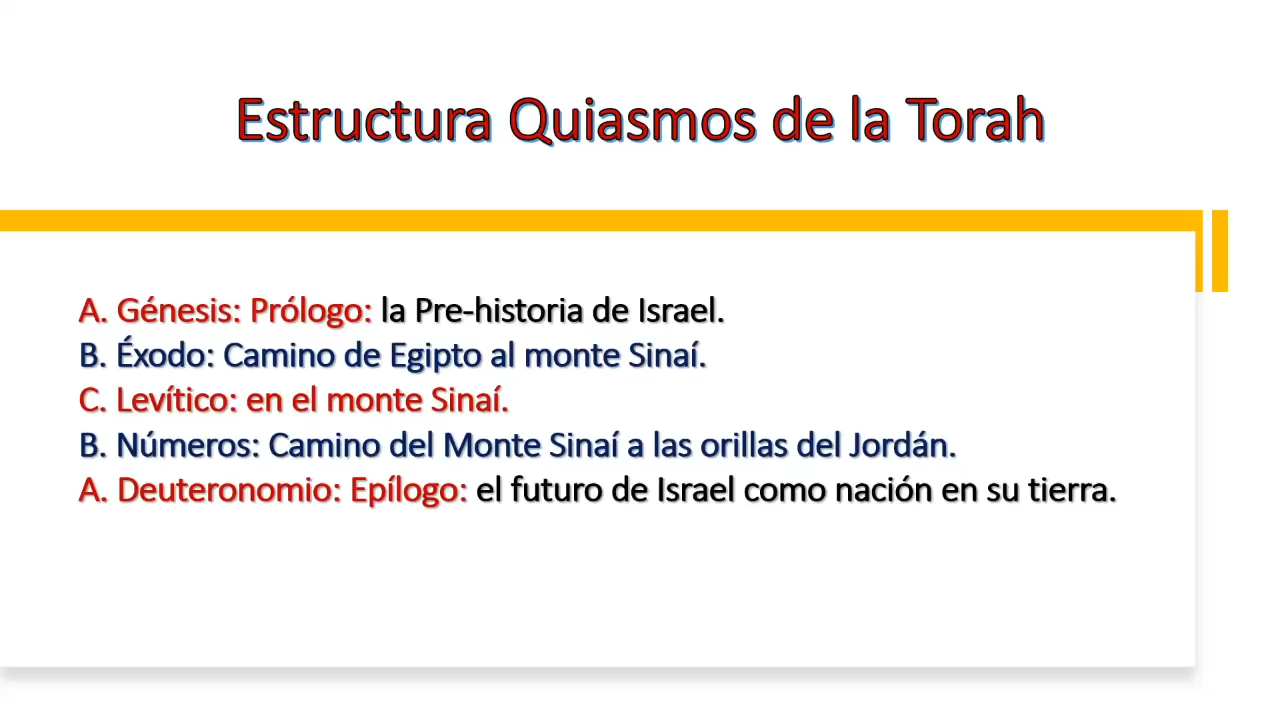 Estructura Quiasmos de la Torah
A. Génesis: Prólogo: la Pre-historia de Israel.
B. Éxodo: Camino de Egipto al monte Sinaí.
C. Levítico: en el monte Sinaí.
B. Números: Camino del Monte Sinaí a las orillas del Jordán.
A. Deuteronomio: Epílogo: el futuro de Israel como nación en su tierra.